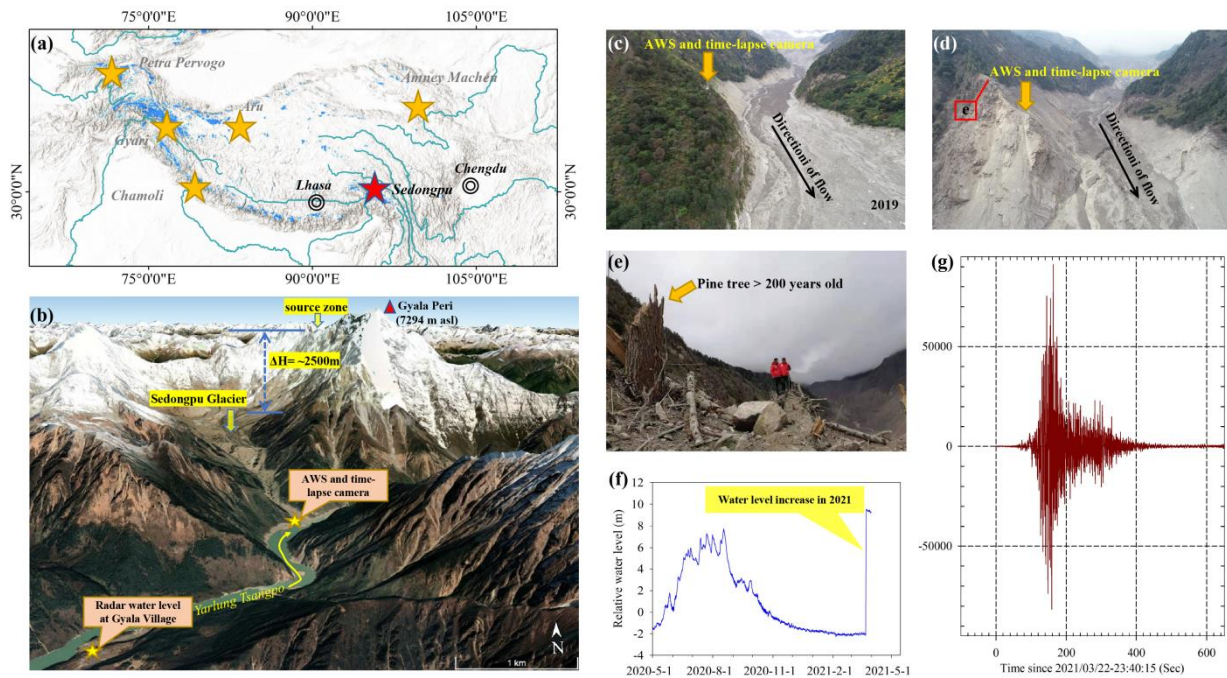 (a)
75°0'0"E
90°0'0"E
105°0'0"E
Petra Pervogo
Amney Machen
Aru
Gyari
Chamoli
Lhasa
Sedongpu
Chengdu
30°0'0"N
30°0'0"N
75°0'0"E
90°0'0"E
105°0'0"E
(b)
source zone
Gyala Peri
(7294 m asl)
ΔH= ~2500m
Sedongpu Glacier
AWS and time-
lapse camera
Yarlung Tsangpo
Radar water level
at Gyala Village
N
1 km
(c)
AWS and time-lapse camera
Directioni of flow
2019
(d)
AWS and time-lapse camera
e
Directioni of flow
(e)
Pine tree > 200 years old
(f)
Water level increase in 2021
Relative water level (m)
12
10
8
6
4
2
0
-2
-4
2020-5-1
2020-8-1
2020-11-1
2021-2-1
2021-5-1
(g)
50000
0
-50000
0
200
400
600
Time since 2021/03/22-23:40:15 (Sec)